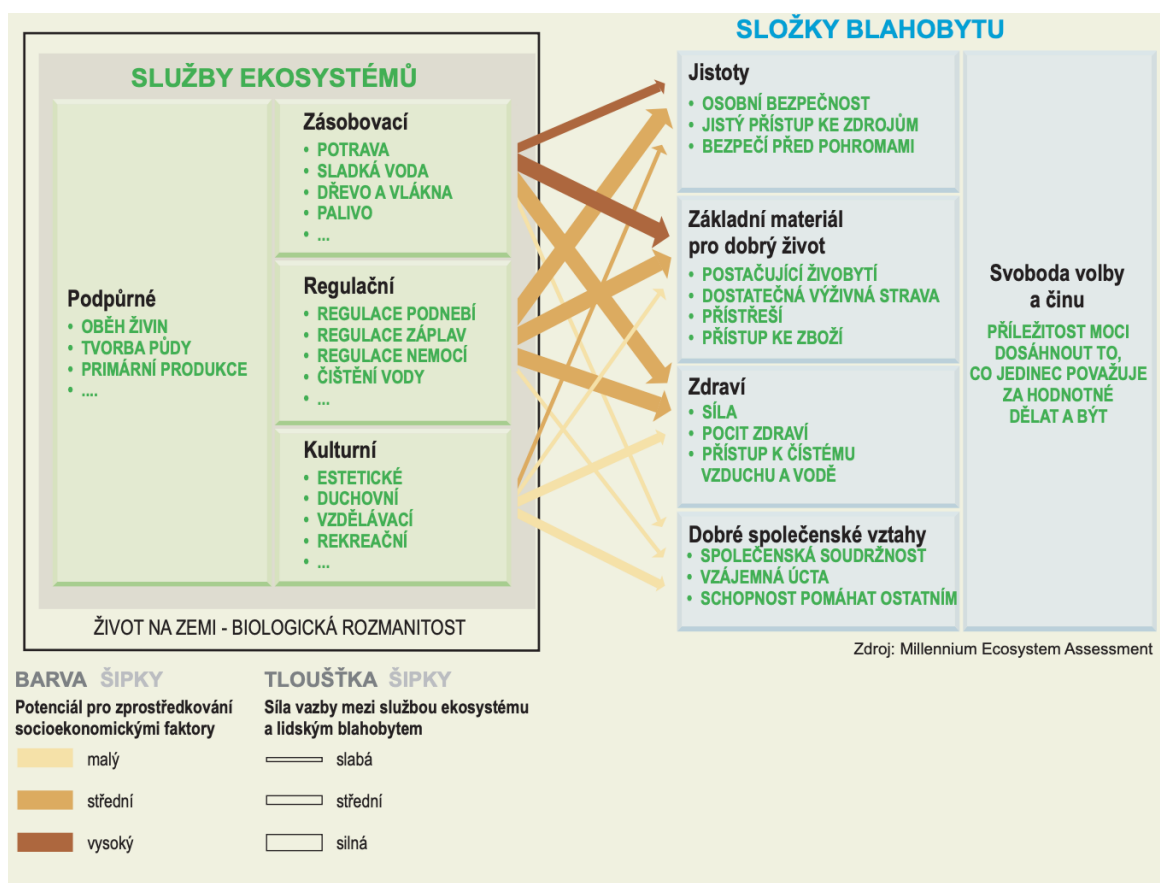 SLUŽBY EKOSYSTÉMŮ
Podpůrné
• OBĚH ŽIVIN
• TVORBA PŮDY
• PRIMÁRNÍ PRODUKCE
• ....
Zásobovací
• POTRAVA
• SLADKÁ VODA
• DŘEVO A VLÁKNA
• PALIVO
• ...
Regulační
• REGULACE PODNEBÍ
• REGULACE ZÁPLAV
• REGULACE NEMOCÍ
• ČIŠTĚNÍ VODY
• ...
Kulturní
• ESTETICKÉ
• DUCHOVNÍ
• VZDĚLÁVACÍ
• REKREAČNÍ
• ...
ŽIVOT NA ZEMI - BIOLOGICKÁ ROZMANITOST
SLOŽKY BLAHOBYTU
Jistoty
• OSOBNÍ BEZPEČNOST
• JISTÝ PŘÍSTUP KE ZDROJŮM
• BEZPEČÍ PŘED POHROMAMI
Základní materiál
pro dobrý život
• POSTAČUJÍCÍ ŽIVOBYTÍ
• DOSTATEČNÁ VÝŽIVNÁ STRAVA
• PŘÍSTŘEŠÍ
• PŘÍSTUP KE ZBOŽÍ
Zdraví
• SÍLA
• POCIT ZDRAVÍ
• PŘÍSTUP K ČÍSTÉMU
VZDUCHU A VODĚ
Dobré společenské vztahy
• SPOLEČENSKÁ SOUDRŽNOST
• VZÁJEMNÁ ÚCTA
• SCHOPNOST POMÁHAT OSTATNÍM
Svoboda volby
a činu
PŘÍLEŽITOST MOCI
DOSÁHNOUT TO,
CO JEDINEC POVAŽUJE
ZA HODNOTNÉ
DĚLAT A BÝT
Zdroj: Millennium Ecosystem Assessment
BARVA ŠIPKY
Potenciál pro zprostředkování
socioekonomickými faktory
malý
střední
vysoký
TLOUŠŤKA ŠIPKY
Síla vazby mezi službou ekosystému
a lidským blahobytem
slabá
střední
silná